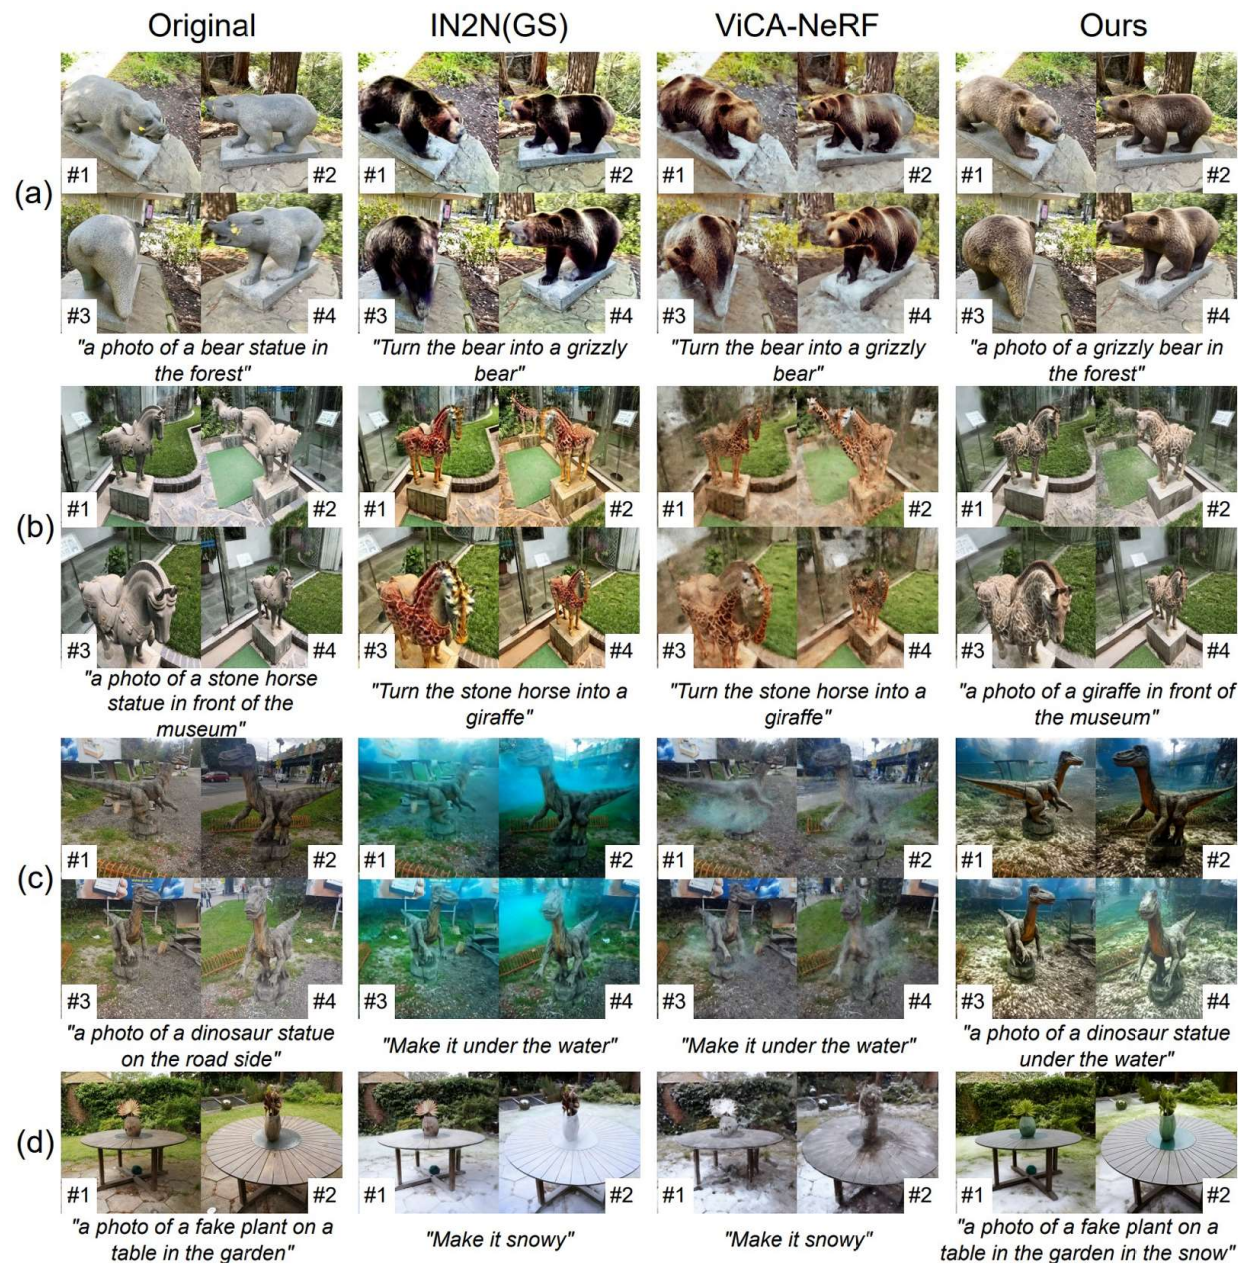 Original
IN2N(GS)
ViCA-NeRF
Ours
(a)
#1
#2
#1
#2
#1
#2
#1
#2
#3
#4
#3
#4
#3
#4
#3
#4
"a photo of a bear statue in
the forest"
"Turn the bear into a grizzly
bear"
"Turn the bear into a grizzly
bear"
"a photo of a grizzly bear in
the forest"
(b)
#1
#2
#1
#2
#1
#2
#1
#2
#3
#4
#3
#4
#3
#4
#3
#4
"a photo of a stone horse
statue in front of the
museum"
"Turn the stone horse into a
giraffe"
"Turn the stone horse into a
giraffe"
"a photo of a giraffe in front of
the museum"
(c)
#1
#2
#1
#2
#1
#2
#1
#2
#3
#4
#3
#4
#3
#4
#3
#4
"a photo of a dinosaur statue
on the road side"
"Make it under the water"
"Make it under the water"
"a photo of a dinosaur statue
under the water"
(d)
#1
#2
#1
#2
#1
#2
#1
#2
"a photo of a fake plant on a
table in the garden"
"Make it snowy"
"Make it snowy"
"a photo of a fake plant on a
table in the garden in the snow"